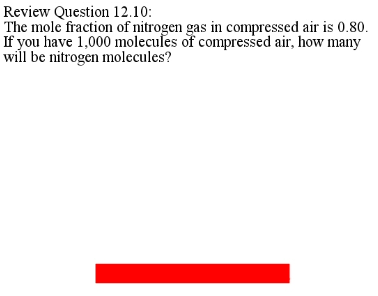 Review Question 12.10:
The mole fraction of nitrogen gas in compressed air is 0.80.
If you have 1,000 molecules of compressed air, how many
will be nitrogen molecules?